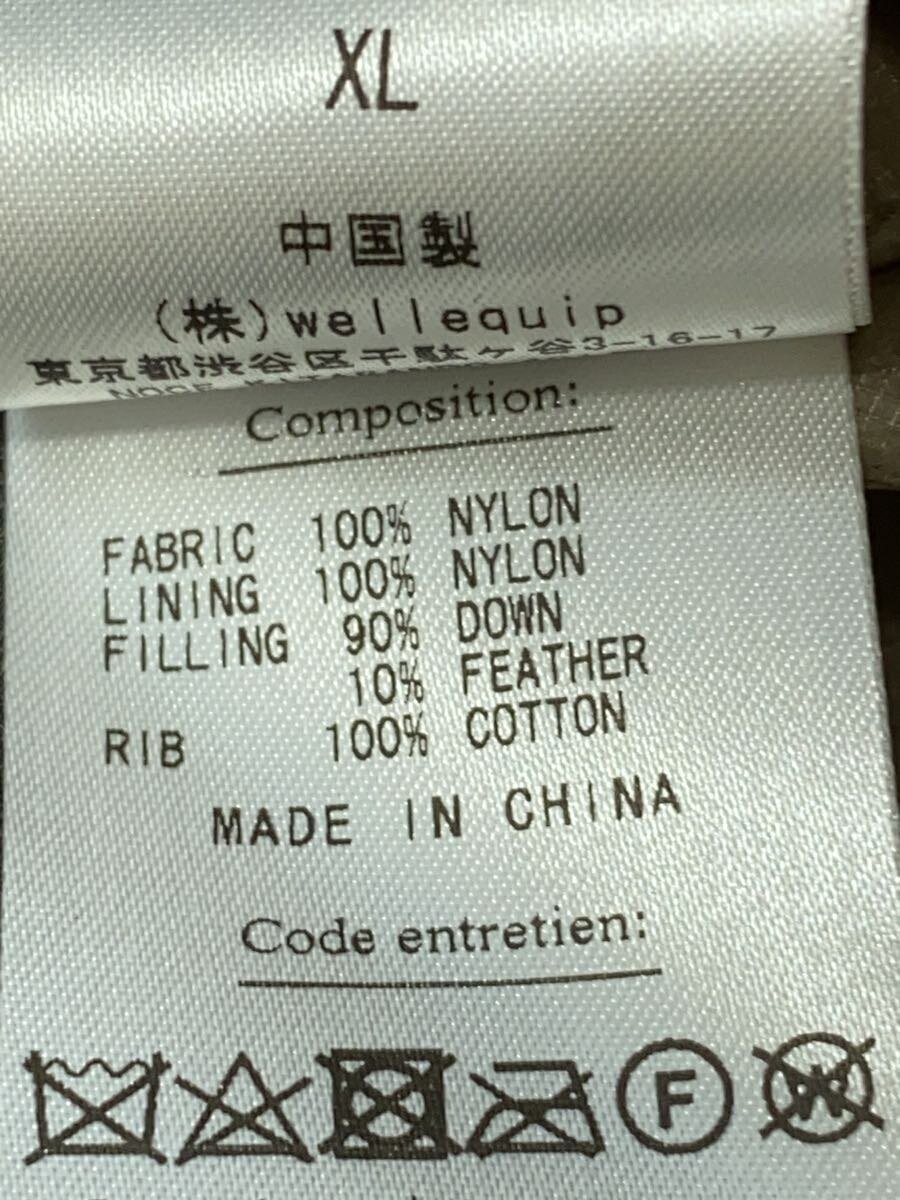 XL
中国製
(株)wellequip
東京都渋谷区千駄ケ谷3-16-17
Composition:
FABRIC 100% NYLON
LINING 100% NYLON
FILLING 90% DOWN
10% FEATHER
RIB 100% COTTON
MADE IN CHINA
Code entretien:
F
W